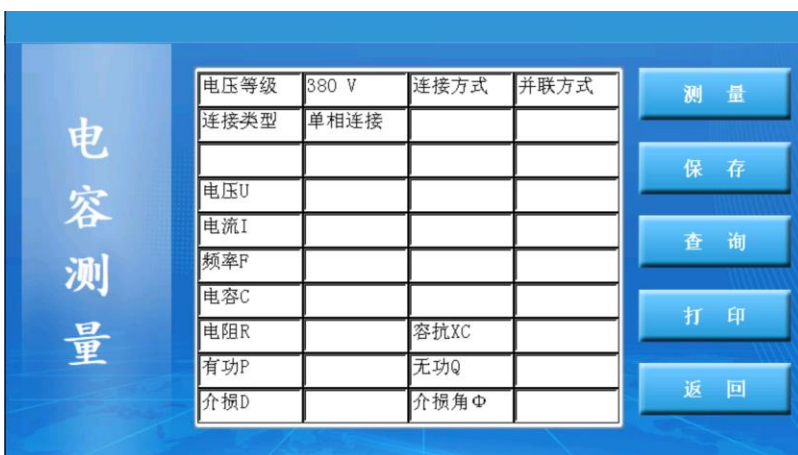 电容测量
电压等级 380 V 连接方式 并联方式
连接类型 单相连接
电压U
电流I
频率F
电容C
电阻R 容抗XC
有功P 无功Q
介损D 介损角Φ
测 量
保 存
查 询
打 印
返 回